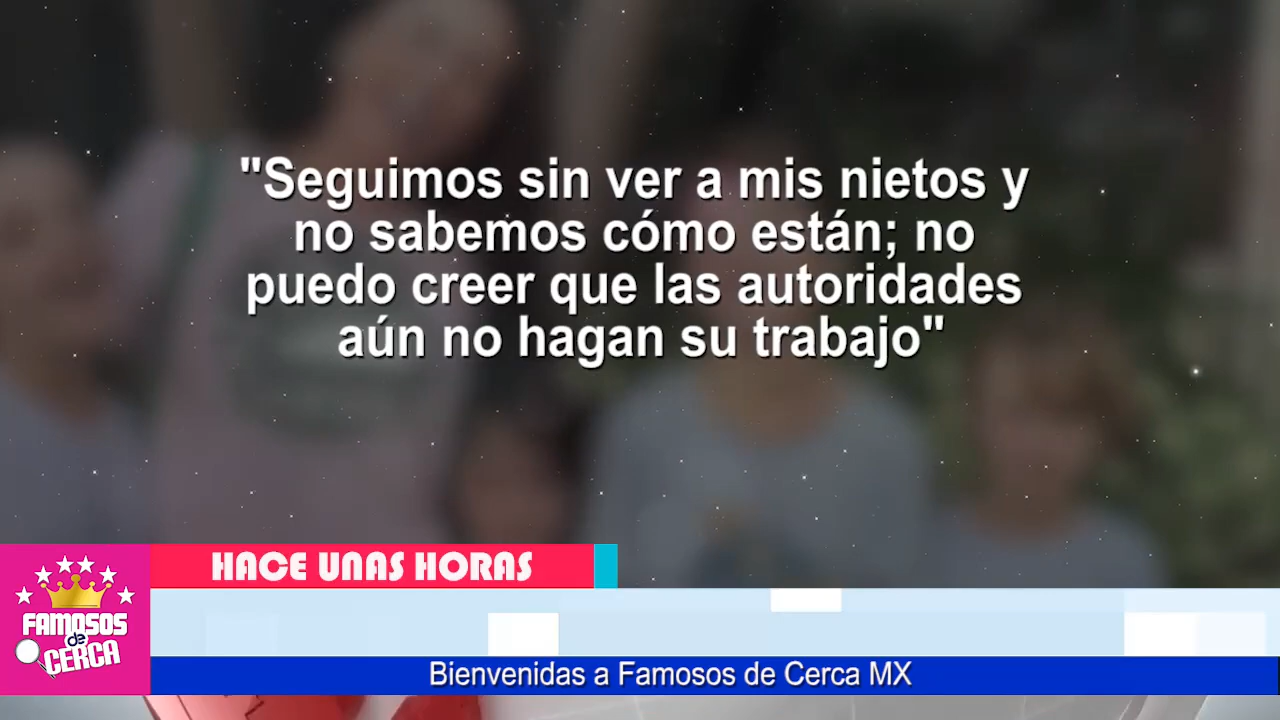 "Seguimos sin ver a mis nietos y
no sabemos cómo están; no
puedo creer que las autoridades
aún no hagan su trabajo"
HACE UNAS HORAS
FAMOSOS
de
CERCA
Bienvenidas a Famosos de Cerca MX